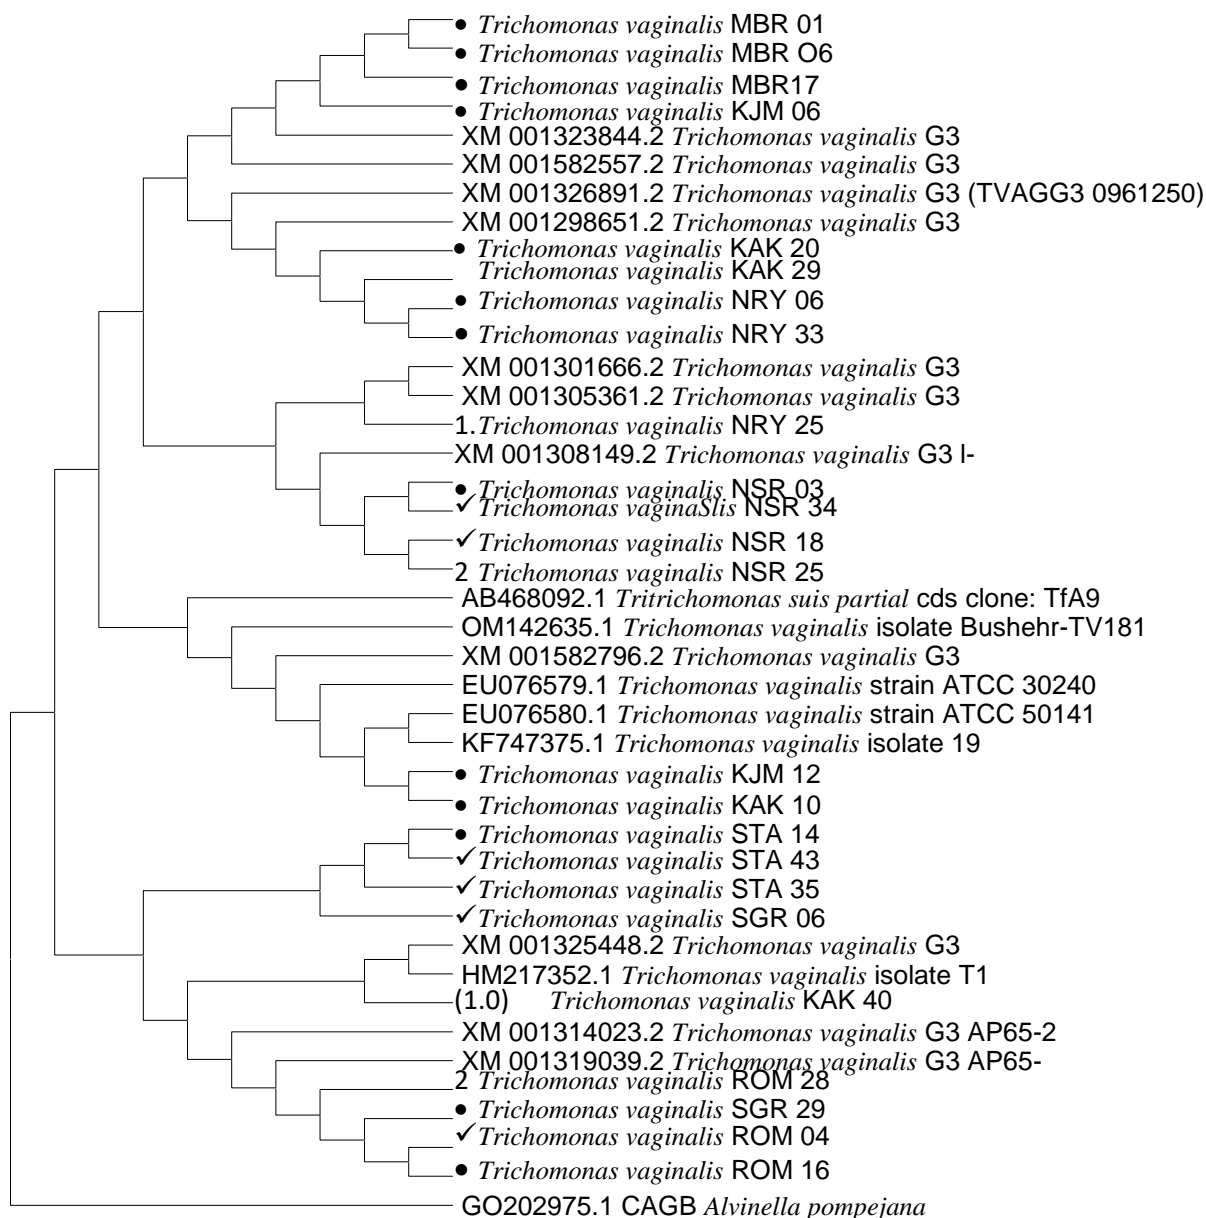 • Trichomonas vaginalis MBR 01
• Trichomonas vaginalis MBR O6
• Trichomonas vaginalis MBR17
• Trichomonas vaginalis KJM 06
XM 001323844.2 Trichomonas vaginalis G3
XM 001582557.2 Trichomonas vaginalis G3
XM 001326891.2 Trichomonas vaginalis G3 (TVAGG3 0961250)
XM 001298651.2 Trichomonas vaginalis G3
• Trichomonas vaginalis KAK 20
Trichomonas vaginalis KAK 29
• Trichomonas vaginalis NRY 06
• Trichomonas vaginalis NRY 33
XM 001301666.2 Trichomonas vaginalis G3
XM 001305361.2 Trichomonas vaginalis G3
1.Trichomonas vaginalis NRY 25
XM 001308149.2 Trichomonas vaginalis G3 l-
• Trichomonas vaginalis NSR 03
✓Trichomonas vaginaSlis NSR 34
✓Trichomonas vaginalis NSR 18
2 Trichomonas vaginalis NSR 25
AB468092.1 Tritrichomonas suis partial cds clone: TfA9
OM142635.1 Trichomonas vaginalis isolate Bushehr-TV181
XM 001582796.2 Trichomonas vaginalis G3
EU076579.1 Trichomonas vaginalis strain ATCC 30240
EU076580.1 Trichomonas vaginalis strain ATCC 50141
KF747375.1 Trichomonas vaginalis isolate 19
• Trichomonas vaginalis KJM 12
• Trichomonas vaginalis KAK 10
• Trichomonas vaginalis STA 14
✓Trichomonas vaginalis STA 43
✓Trichomonas vaginalis STA 35
✓Trichomonas vaginalis SGR 06
XM 001325448.2 Trichomonas vaginalis G3
HM217352.1 Trichomonas vaginalis isolate T1
(1.0) Trichomonas vaginalis KAK 40
XM 001314023.2 Trichomonas vaginalis G3 AP65-2
XM 001319039.2 Trichomonas vaginalis G3 AP65-
2 Trichomonas vaginalis ROM 28
• Trichomonas vaginalis SGR 29
✓Trichomonas vaginalis ROM 04
• Trichomonas vaginalis ROM 16
GO202975.1 CAGB Alvinella pompejana